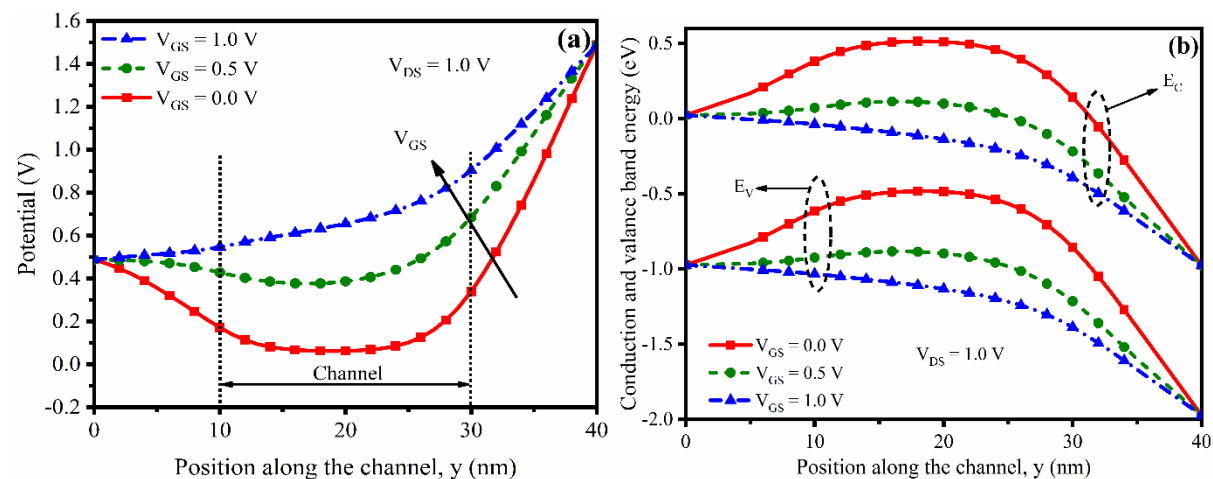 (a)
V_GS = 1.0 V
V_GS = 0.5 V
V_GS = 0.0 V
V_DS = 1.0 V
V_GS
Channel
1.6
1.4
1.2
1.0
0.8
0.6
0.4
0.2
0.0
-0.2
Potential (V)
0 10 20 30 40
Position along the channel, y (nm)
(b)
E_C
E_V
V_GS = 0.0 V
V_GS = 0.5 V
V_GS = 1.0 V
V_DS = 1.0 V
0.5
0.0
-0.5
-1.0
-1.5
-2.0
Conduction and valance band energy (eV)
0 10 20 30 40
Position along the channel, y (nm)